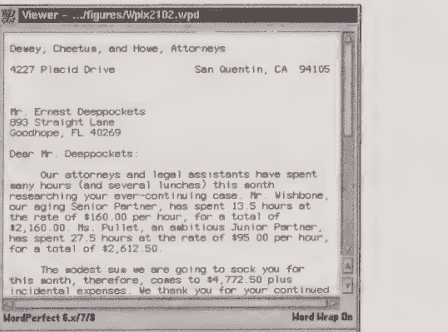 Viewer - .../figures/Wplx2102.wpd
Dewey, Cheetum, and Howe, Attorneys
4227 Placid Drive San Quentin, CA 94105
Mr. Ernest Deeppockets
893 Straight Lane
Goodhope, FL 40269
Dear Mr. Deeppockets:
Our attorneys and legal assistants have spent
many hours (and several lunches) this month
researching your ever-continuing case. Mr. Wishbone,
our aging Senior Partner, has spent 13.5 hours at
the rate of $160.00 per hour, for a total of
$2,160.00. Ms. Pullet, an ambitious Junior Partner,
has spent 27.5 hours at the rate of $95 00 per hour,
for a total of $2,612.50.
The modest sum we are going to sock you for
this month, therefore, comes to $4,772.50 plus
incidental expenses. We thank you for your continued
WordPerfect 6.x/7/8 Word Wrap On